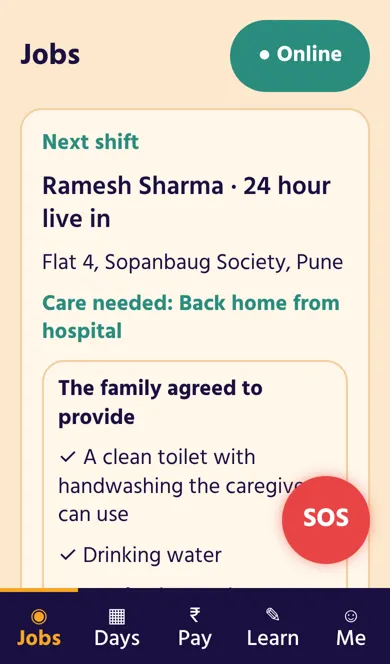 Jobs
● Online
Next shift
Ramesh Sharma · 24 hour
live in
Flat 4, Sopanbaug Society, Pune
Care needed: Back home from
hospital
The family agreed to
provide
✓ A clean toilet with
handwashing the
can use
✓ Drinking water
SOS
Jobs
Days
₹
Pay
Learn
Me